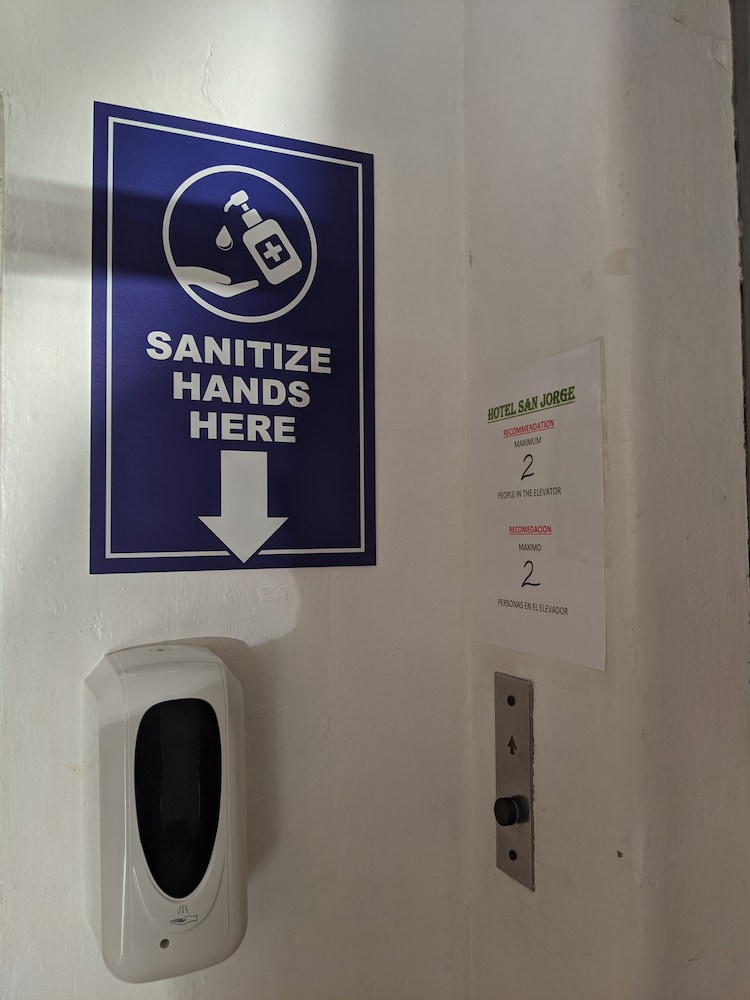 SANITIZE
HANDS
HERE
HOTEL SAN JORGE
RECOMMENDATION
MAXIMUM
2
PEOPLE IN THE ELEVATOR
RECOMEDACION
MAXIMO
2
PERSONAS EN EL ELEVADOR